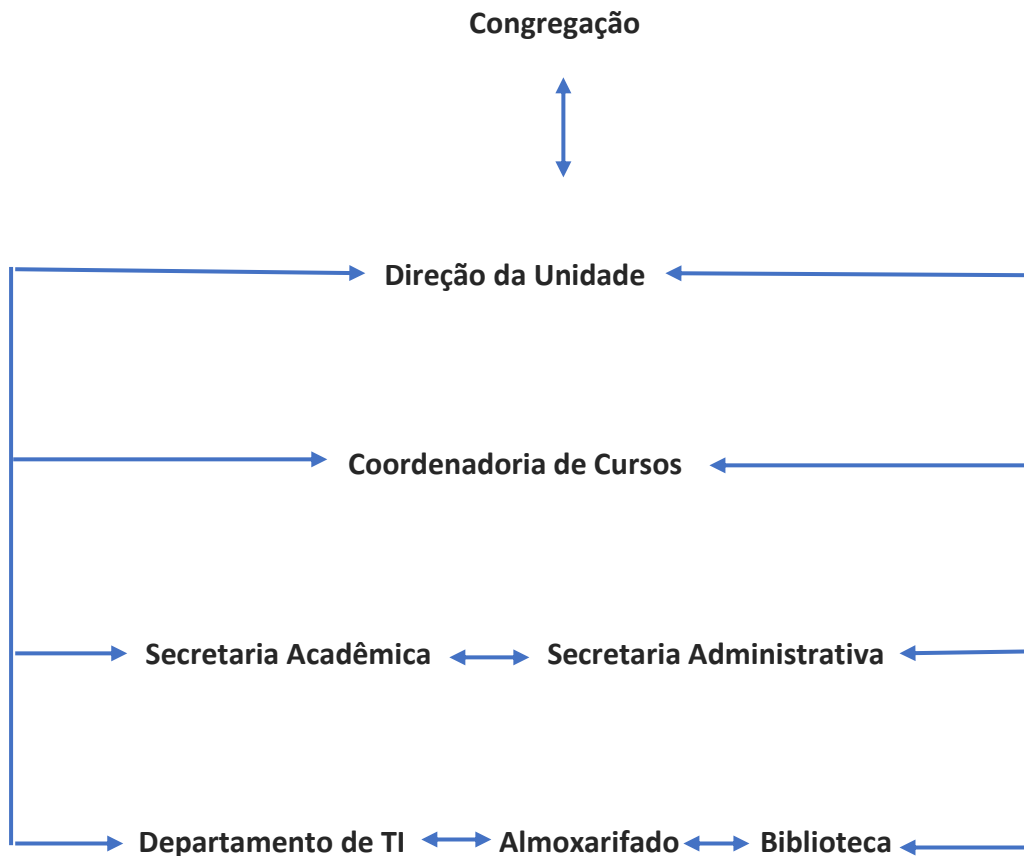 Congregação
Direção da Unidade
Coordenadoria de Cursos
Secretaria Acadêmica Secretaria Administrativa
Departamento de TI Almoxarifado Biblioteca